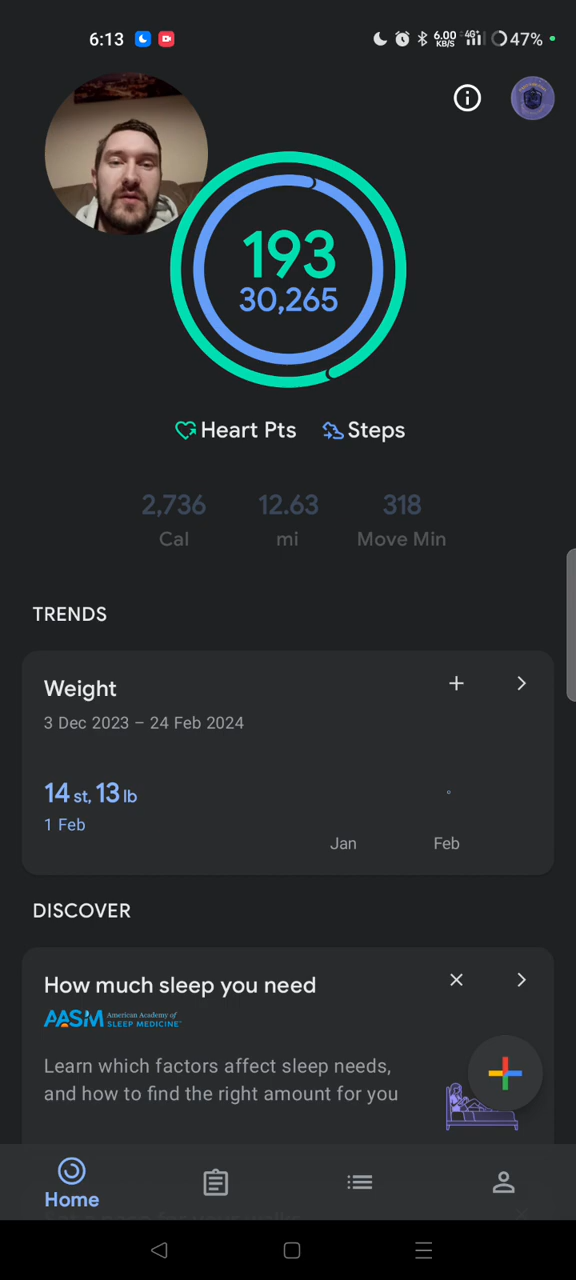 6:13
6.00 KB/S 4G+ 47%
193
30,265
Heart Pts Steps
2,736 12.63 318
Cal mi Move Min
TRENDS
Weight
3 Dec 2023 – 24 Feb 2024
14 st, 13 lb
1 Feb
Jan Feb
DISCOVER
How much sleep you need
AASM American Academy of
SLEEP MEDICINE™
Learn which factors affect sleep needs,
and how to find the right amount for you
Home